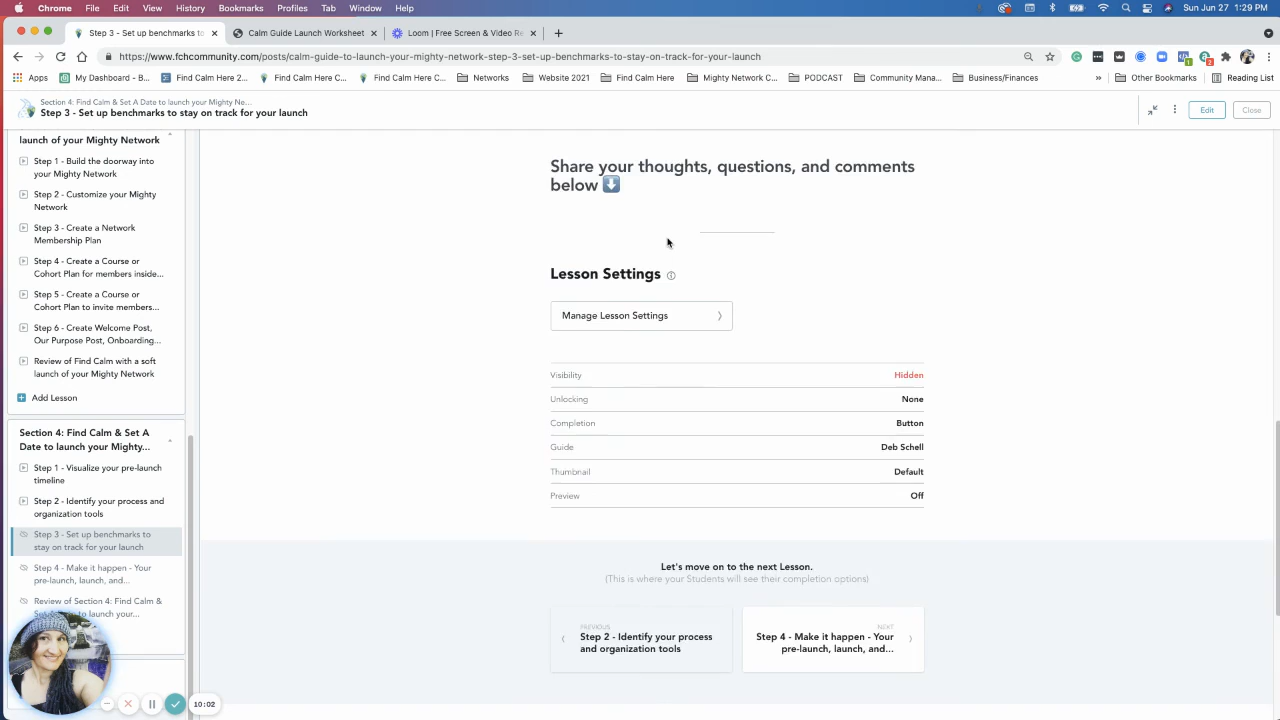 Chrome File Edit View History Bookmarks Profiles Tab Window Help
Sun Jun 27 1:29 PM
Step 3 - Set up benchmarks to
Calm Guide Launch Worksheet
Loom | Free Screen & Video Re
https://www.fchcommunity.com/posts/calm-guide-to-launch-your-mighty-network-step-3-set-up-benchmarks-to-stay-on-track-for-your-launch
Apps
My Dashboard - B...
Find Calm Here 2...
Find Calm Here C...
Find Calm Here C...
Networks
Website 2021
Find Calm Here
Mighty Network C...
PODCAST
Community Mana...
Business/Finances
»
Other Bookmarks
Reading List
Section 4: Find Calm & Set A Date to launch your Mighty Ne...
Step 3 - Set up benchmarks to stay on track for your launch
Edit
Close
launch of your Mighty Network
Step 1 - Build the doorway into
your Mighty Network
Step 2 - Customize your Mighty
Network
Step 3 - Create a Network
Membership Plan
Step 4 - Create a Course or
Cohort Plan for members inside...
Step 5 - Create a Course or
Cohort Plan to invite members...
Step 6 - Create Welcome Post,
Our Purpose Post, Onboarding...
Review of Find Calm with a soft
launch of your Mighty Network
Add Lesson
Section 4: Find Calm & Set A
Date to launch your Mighty...
Step 1 - Visualize your pre-launch
timeline
Step 2 - Identify your process and
organization tools
Step 3 - Set up benchmarks to
stay on track for your launch
Step 4 - Make it happen - Your
pre-launch, launch, and...
Review of Section 4: Find Calm &
to launch your...
10:02
Share your thoughts, questions, and comments
below ⬇️
Lesson Settings
Manage Lesson Settings
Visibility Hidden
Unlocking None
Completion Button
Guide Deb Schell
Thumbnail Default
Preview Off
Let's move on to the next Lesson.
(This is where your Students will see their completion options)
PREVIOUS
Step 2 - Identify your process
and organization tools
NEXT
Step 4 - Make it happen - Your
pre-launch, launch, and...